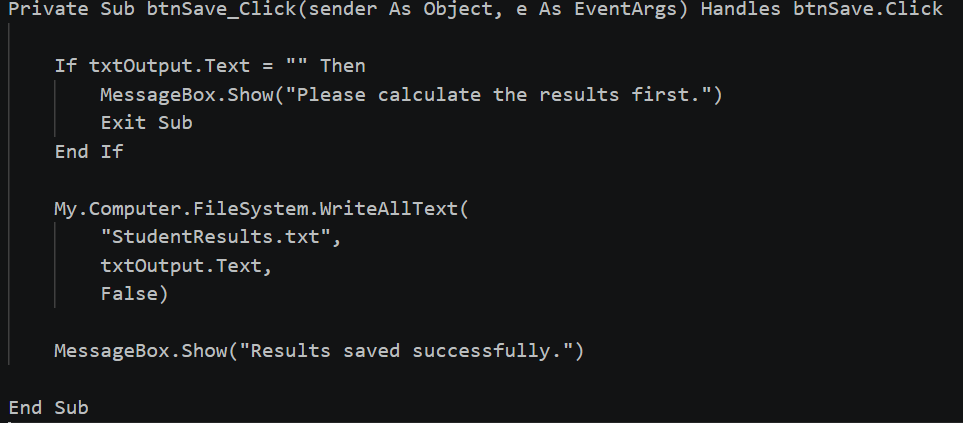 Private Sub btnSave_Click(sender As Object, e As EventArgs) Handles btnSave.Click
If txtOutput.Text = "" Then
MessageBox.Show("Please calculate the results first.")
Exit Sub
End If
My.Computer.FileSystem.WriteAllText(
"StudentResults.txt",
txtOutput.Text,
False)
MessageBox.Show("Results saved successfully.")
End Sub